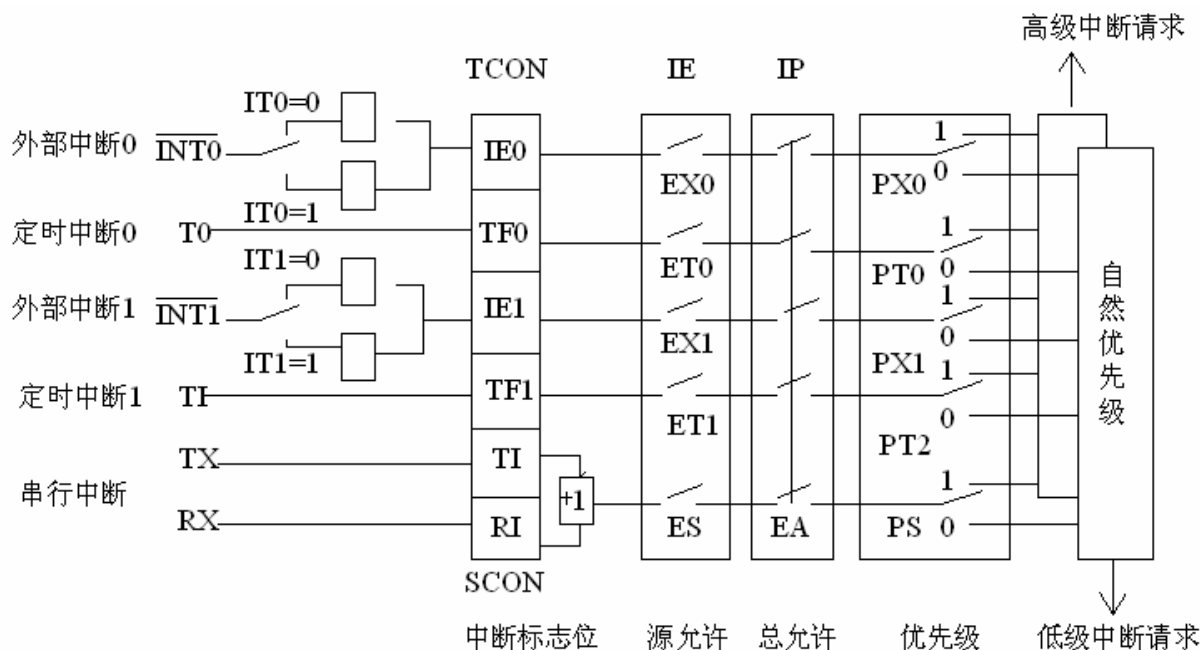 高级中断请求
TCON IE IP
IT0=0
外部中断0 INT0 IE0 EX0 PX0 1 0
IT0=1
定时中断0 T0 TF0 ET0 PT0 1 0
IT1=0
外部中断1 INT1 IE1 EX1 PX1 1 0
IT1=1
定时中断1 TI TF1 ET1 PT2 1 0
串行中断 TX TI
+1
RX RI ES EA PS 1 0
自然优先级
SCON
中断标志位 源允许 总允许 优先级 低级中断请求